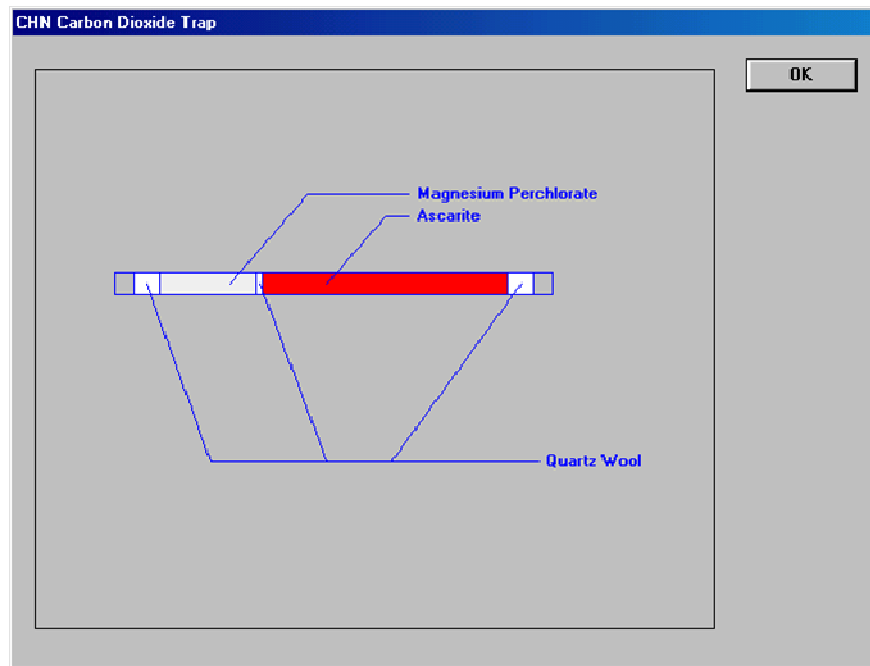 CHN Carbon Dioxide Trap
OK
Magnesium Perchlorate
Ascarite
Quartz Wool